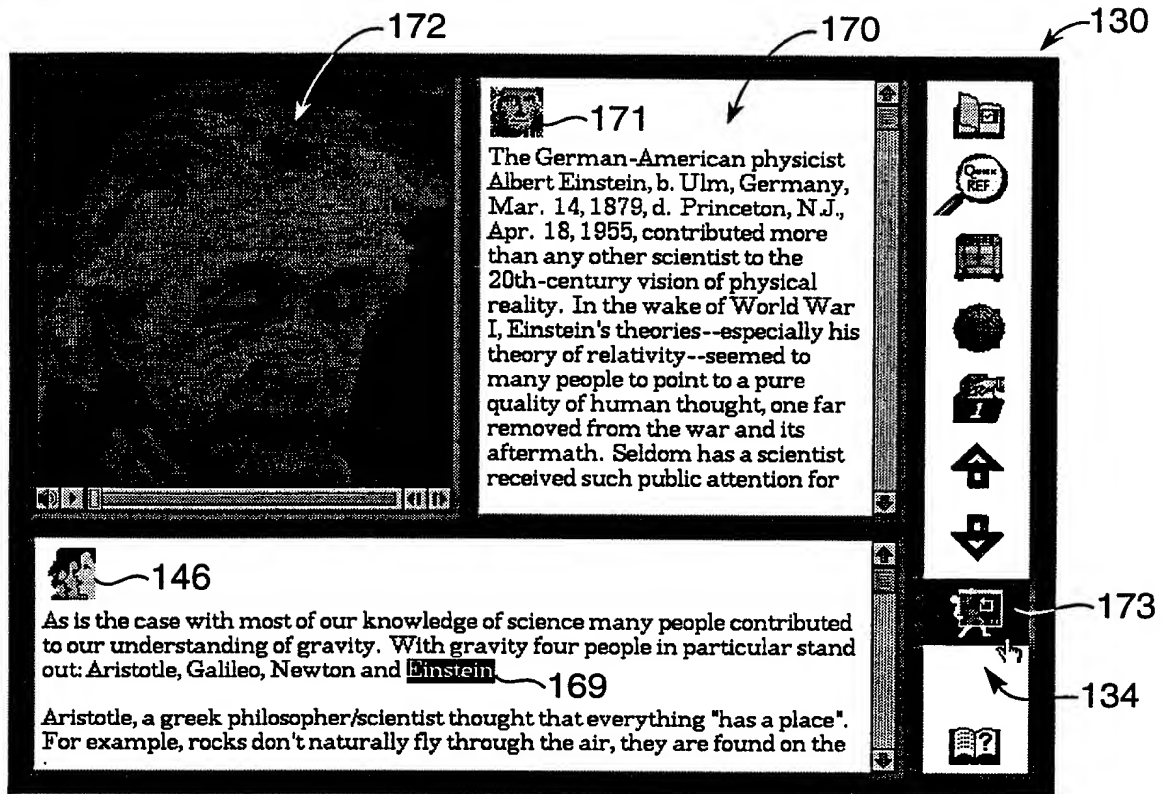 172
170
130
171
The German-American physicist
Albert Einstein, b. Ulm, Germany,
Mar. 14, 1879, d. Princeton, N.J.,
Apr. 18, 1955, contributed more
than any other scientist to the
20th-century vision of physical
reality. In the wake of World War
I, Einstein's theories--especially his
theory of relativity--seemed to
many people to point to a pure
quality of human thought, one far
removed from the war and its
aftermath. Seldom has a scientist
received such public attention for
QUICK
REF
1
146
As is the case with most of our knowledge of science many people contributed
to our understanding of gravity. With gravity four people in particular stand
out: Aristotle, Galileo, Newton and Einstein
169
Aristotle, a greek philosopher/scientist thought that everything "has a place".
For example, rocks don't naturally fly through the air, they are found on the
173
134
?